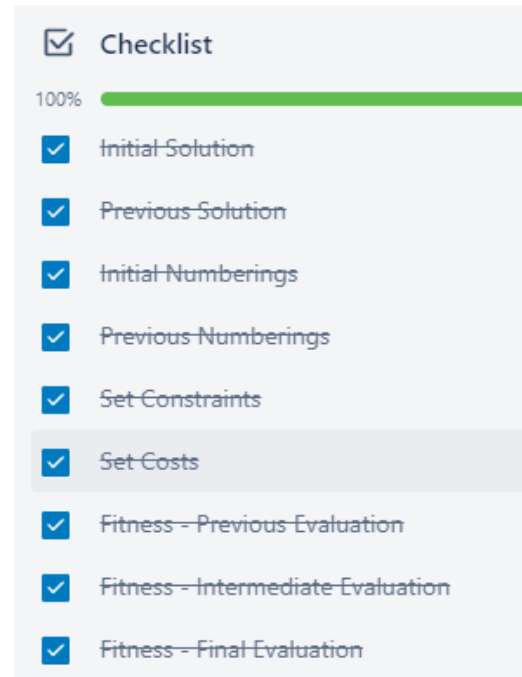 Checklist
100%
Initial Solution
Previous Solution
Initial Numberings
Previous Numberings
Set Constraints
Set Costs
Fitness - Previous Evaluation
Fitness - Intermediate Evaluation
Fitness - Final Evaluation